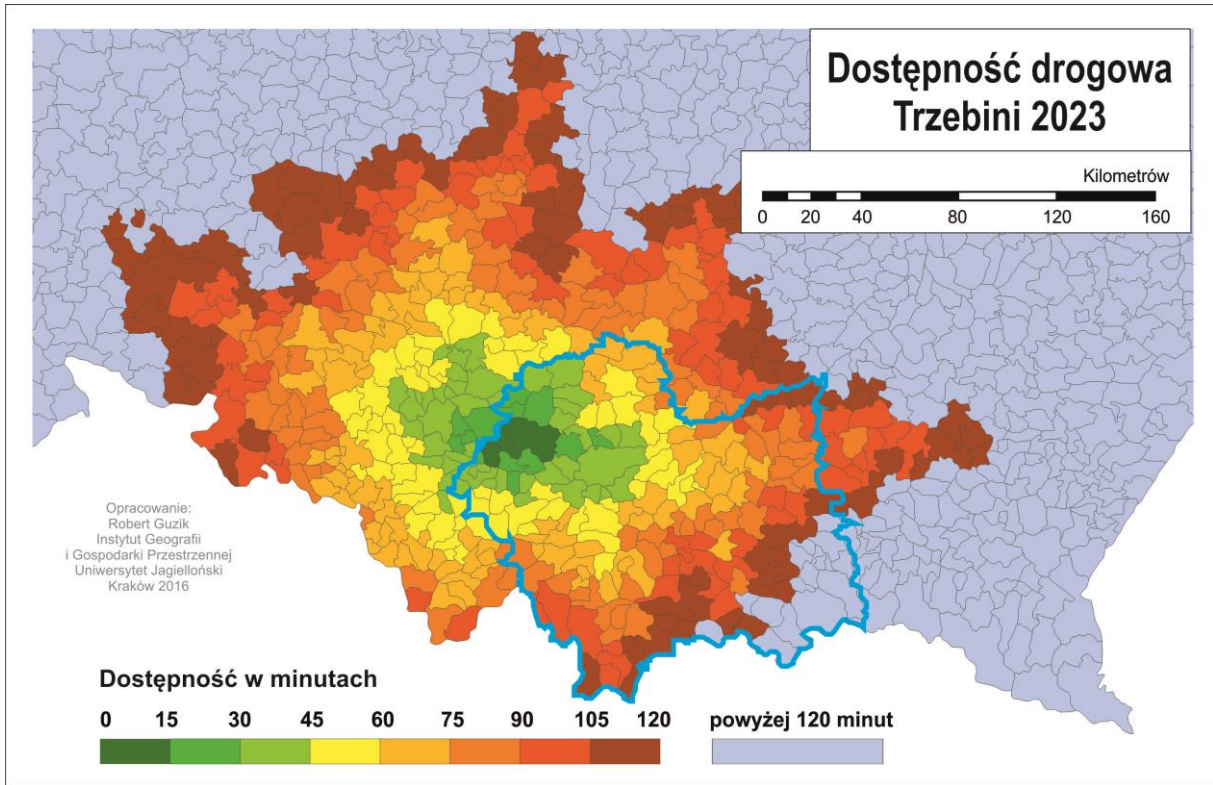 Dostępność drogowa
Trzebini 2023
Kilometrów
0 20 40 80 120 160
Opracowanie:
Robert Guzik
Instytut Geografii
i Gospodarki Przestrzennej
Uniwersytet Jagielloński
Kraków 2016
Dostępność w minutach
0 15 30 45 60 75 90 105 120 powyżej 120 minut